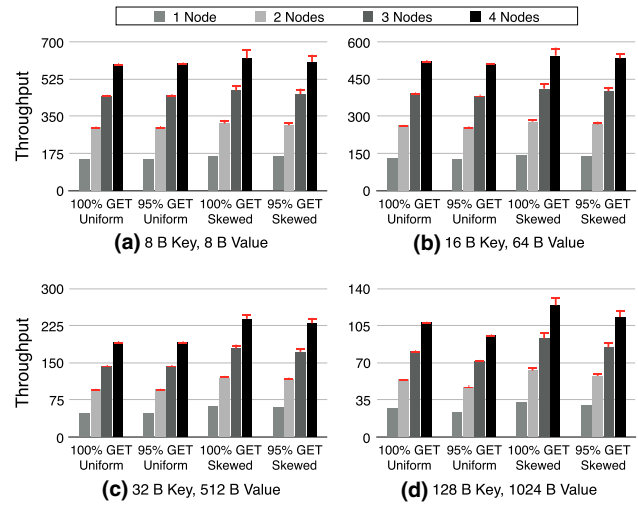 1 Node 2 Nodes 3 Nodes 4 Nodes
Throughput
700
525
350
175
0
100% GET 95% GET 100% GET 95% GET
Uniform Uniform Skewed Skewed
(a) 8 B Key, 8 B Value
600
450
300
150
0
100% GET 95% GET 100% GET 95% GET
Uniform Uniform Skewed Skewed
(b) 16 B Key, 64 B Value
Throughput
300
225
150
75
0
100% GET 95% GET 100% GET 95% GET
Uniform Uniform Skewed Skewed
(c) 32 B Key, 512 B Value
140
105
70
35
0
100% GET 95% GET 100% GET 95% GET
Uniform Uniform Skewed Skewed
(d) 128 B Key, 1024 B Value